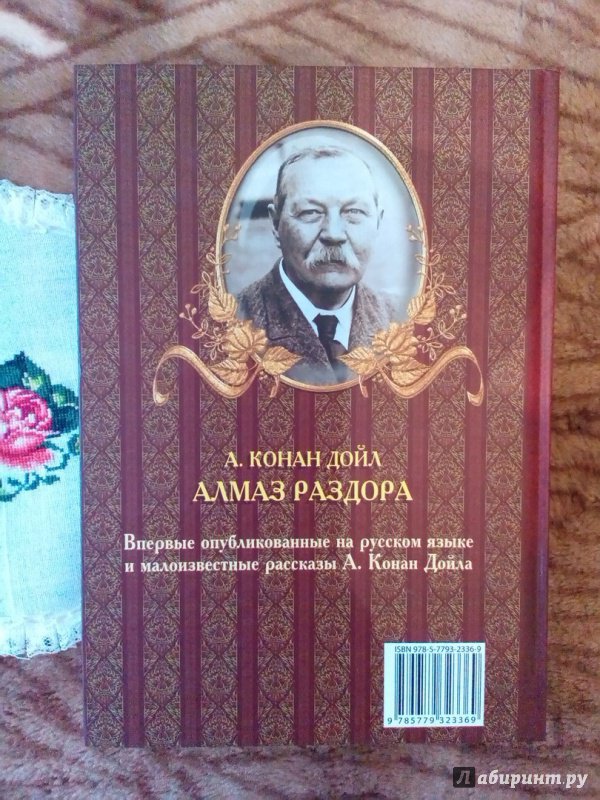 А. КОНАН ДОЙЛ
АЛМАЗ РАЗДОРА
Впервые опубликованные на русском языке
и малоизвестные рассказы А. Конан Дойла
ISBN 978-5-7793-2336-9
9 785779 323369
Лабиринт.ру